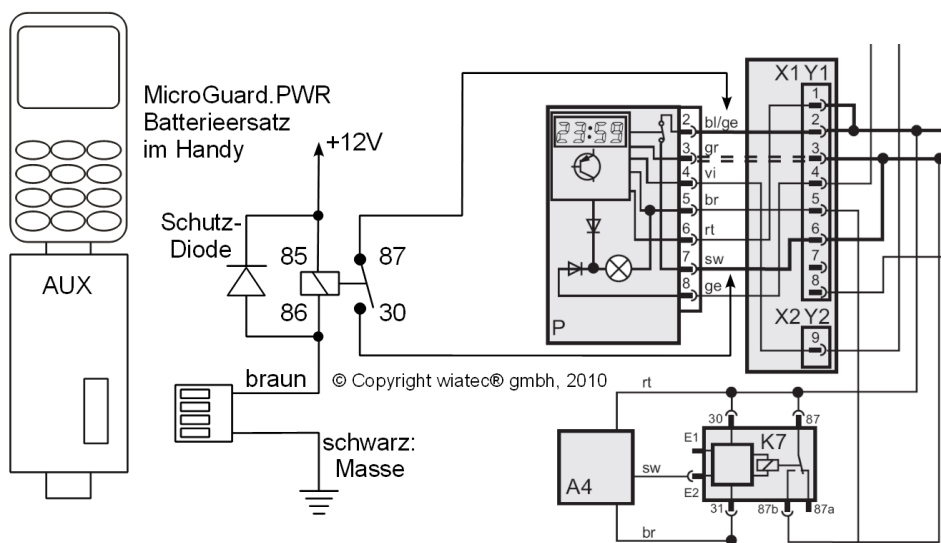 MicroGuard.PWR
Batterieersatz
im Handy
+12V
Schutz-
Diode
85
86
87
30
AUX
braun
© Copyright wiatec® gmbh, 2010
schwarz:
Masse
23:59
P
2 bl/ge
3 gr
4 vi
5 br
6 rt
7 sw
8 ge
X1 Y1
1
2
3
4
5
6
7
8
X2 Y2
9
rt
30
87
E1
K7
A4
sw
E2
br
31
87b
87a